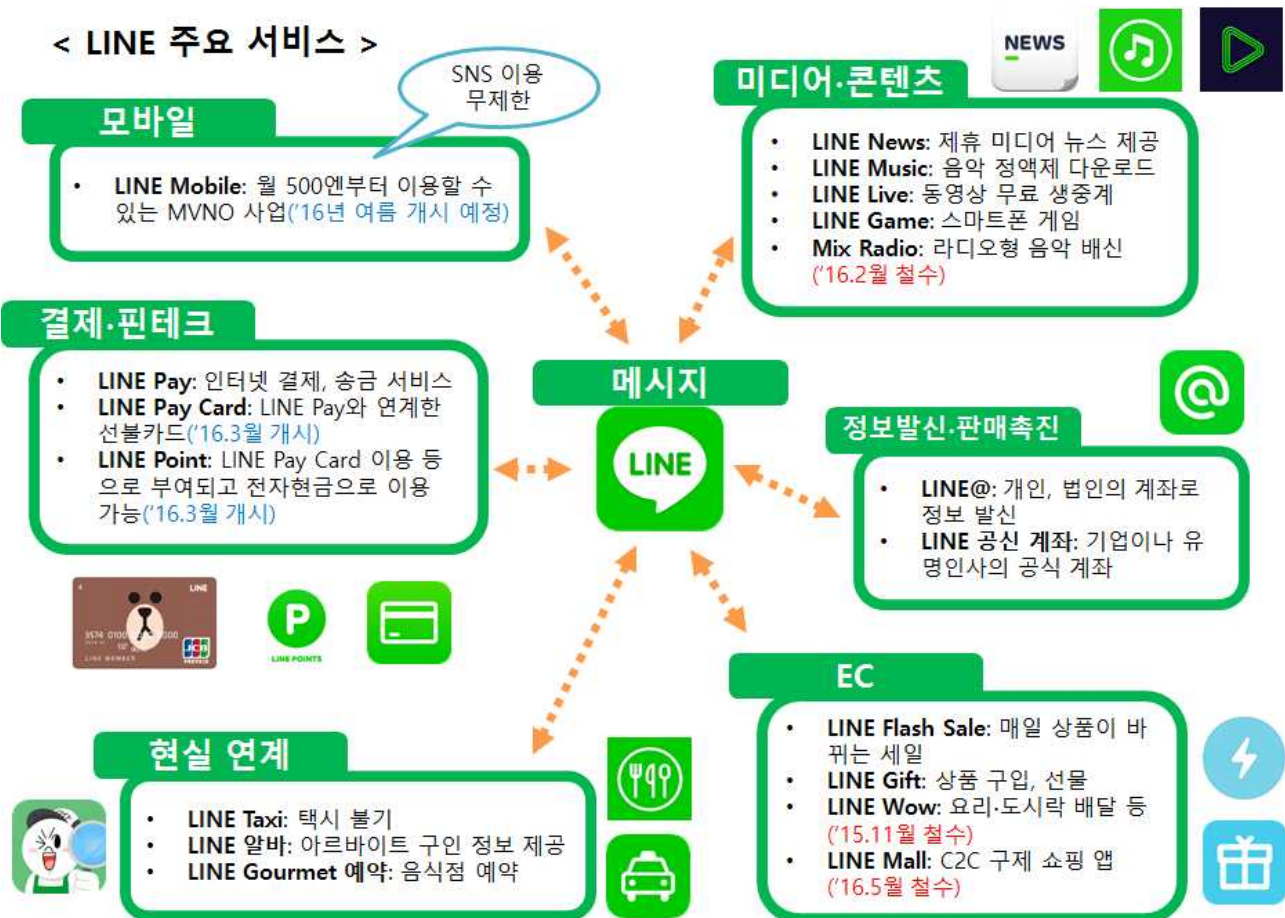 < LINE 주요 서비스 >
SNS 이용
무제한
모바일
• LINE Mobile: 월 500엔부터 이용할 수
있는 MVNO 사업(’16년 여름 개시 예정)
NEWS
미디어·콘텐츠
• LINE News: 제휴 미디어 뉴스 제공
• LINE Music: 음악 정액제 다운로드
• LINE Live: 동영상 무료 생중계
• LINE Game: 스마트폰 게임
• Mix Radio: 라디오형 음악 배신
(’16.2월 철수)
결제·핀테크
• LINE Pay: 인터넷 결제, 송금 서비스
• LINE Pay Card: LINE Pay와 연계한
선불카드(’16.3월 개시)
• LINE Point: LINE Pay Card 이용 등
으로 부여되고 전자현금으로 이용
가능(’16.3월 개시)
메시지
LINE
@
정보발신·판매촉진
• LINE@: 개인, 법인의 계좌로
정보 발신
• LINE 공신 계좌: 기업이나 유
명인사의 공식 계좌
LINE
3574 0100
LINE MEMBER
JCB
PREPAID
P
LINE POINTS
EC
• LINE Flash Sale: 매일 상품이 바
뀌는 세일
• LINE Gift: 상품 구입, 선물
• LINE Wow: 요리·도시락 배달 등
(’15.11월 철수)
• LINE Mall: C2C 구제 쇼핑 앱
(’16.5월 철수)
현실 연계
• LINE Taxi: 택시 불기
• LINE 알바: 아르바이트 구인 정보 제공
• LINE Gourmet 예약: 음식점 예약